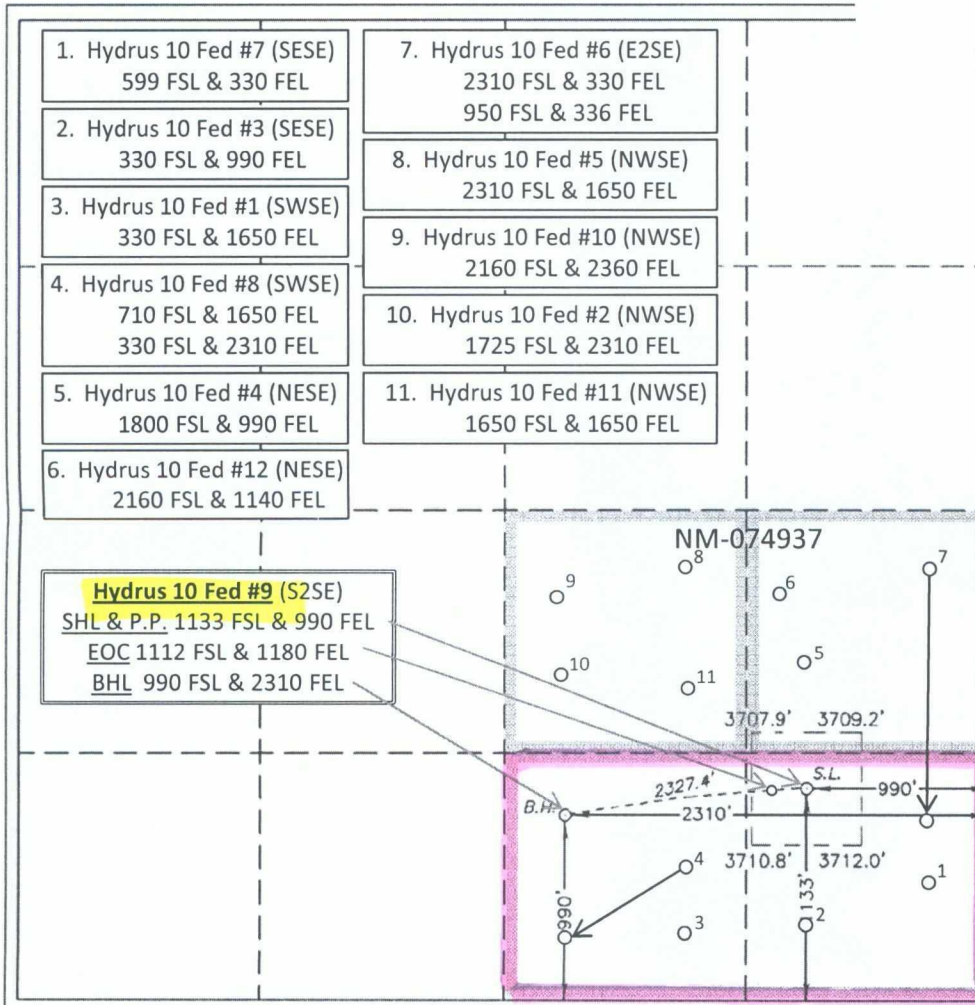 1. Hydrus 10 Fed #7 (SESE)
599 FSL & 330 FEL
2. Hydrus 10 Fed #3 (SESE)
330 FSL & 990 FEL
3. Hydrus 10 Fed #1 (SWSE)
330 FSL & 1650 FEL
4. Hydrus 10 Fed #8 (SWSE)
710 FSL & 1650 FEL
330 FSL & 2310 FEL
5. Hydrus 10 Fed #4 (NESE)
1800 FSL & 990 FEL
6. Hydrus 10 Fed #12 (NESE)
2160 FSL & 1140 FEL
7. Hydrus 10 Fed #6 (E2SE)
2310 FSL & 330 FEL
950 FSL & 336 FEL
8. Hydrus 10 Fed #5 (NWSE)
2310 FSL & 1650 FEL
9. Hydrus 10 Fed #10 (NWSE)
2160 FSL & 2360 FEL
10. Hydrus 10 Fed #2 (NWSE)
1725 FSL & 2310 FEL
11. Hydrus 10 Fed #11 (NWSE)
1650 FSL & 1650 FEL
Hydrus 10 Fed #9 (S2SE)
SHL & P.P. 1133 FSL & 990 FEL
EOC 1112 FSL & 1180 FEL
BHL 990 FSL & 2310 FEL
NM-074937
8
7
9
6
10
11
5
3707.9' 3709.2'
2327.4'
S.L.
990'
B.H.
2310'
3710.8' 3712.0'
4
1
990'
1133'
3
2